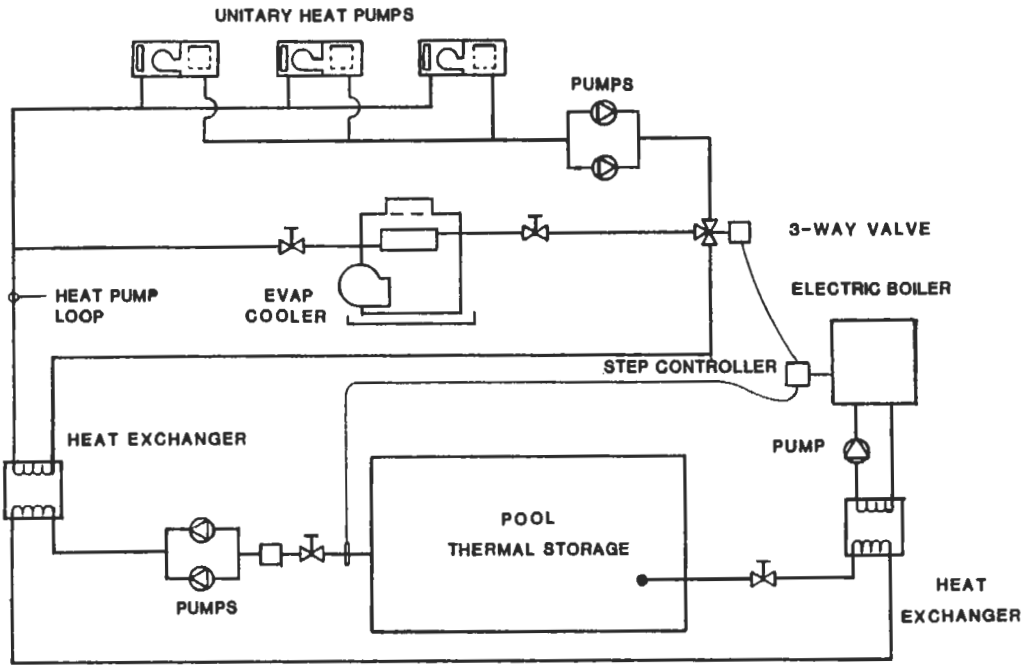 UNITARY HEAT PUMPS
PUMPS
3-WAY VALVE
HEAT PUMP
LOOP
EVAP
COOLER
ELECTRIC BOILER
STEP CONTROLLER
HEAT EXCHANGER
PUMP
POOL
THERMAL STORAGE
PUMPS
HEAT
EXCHANGER